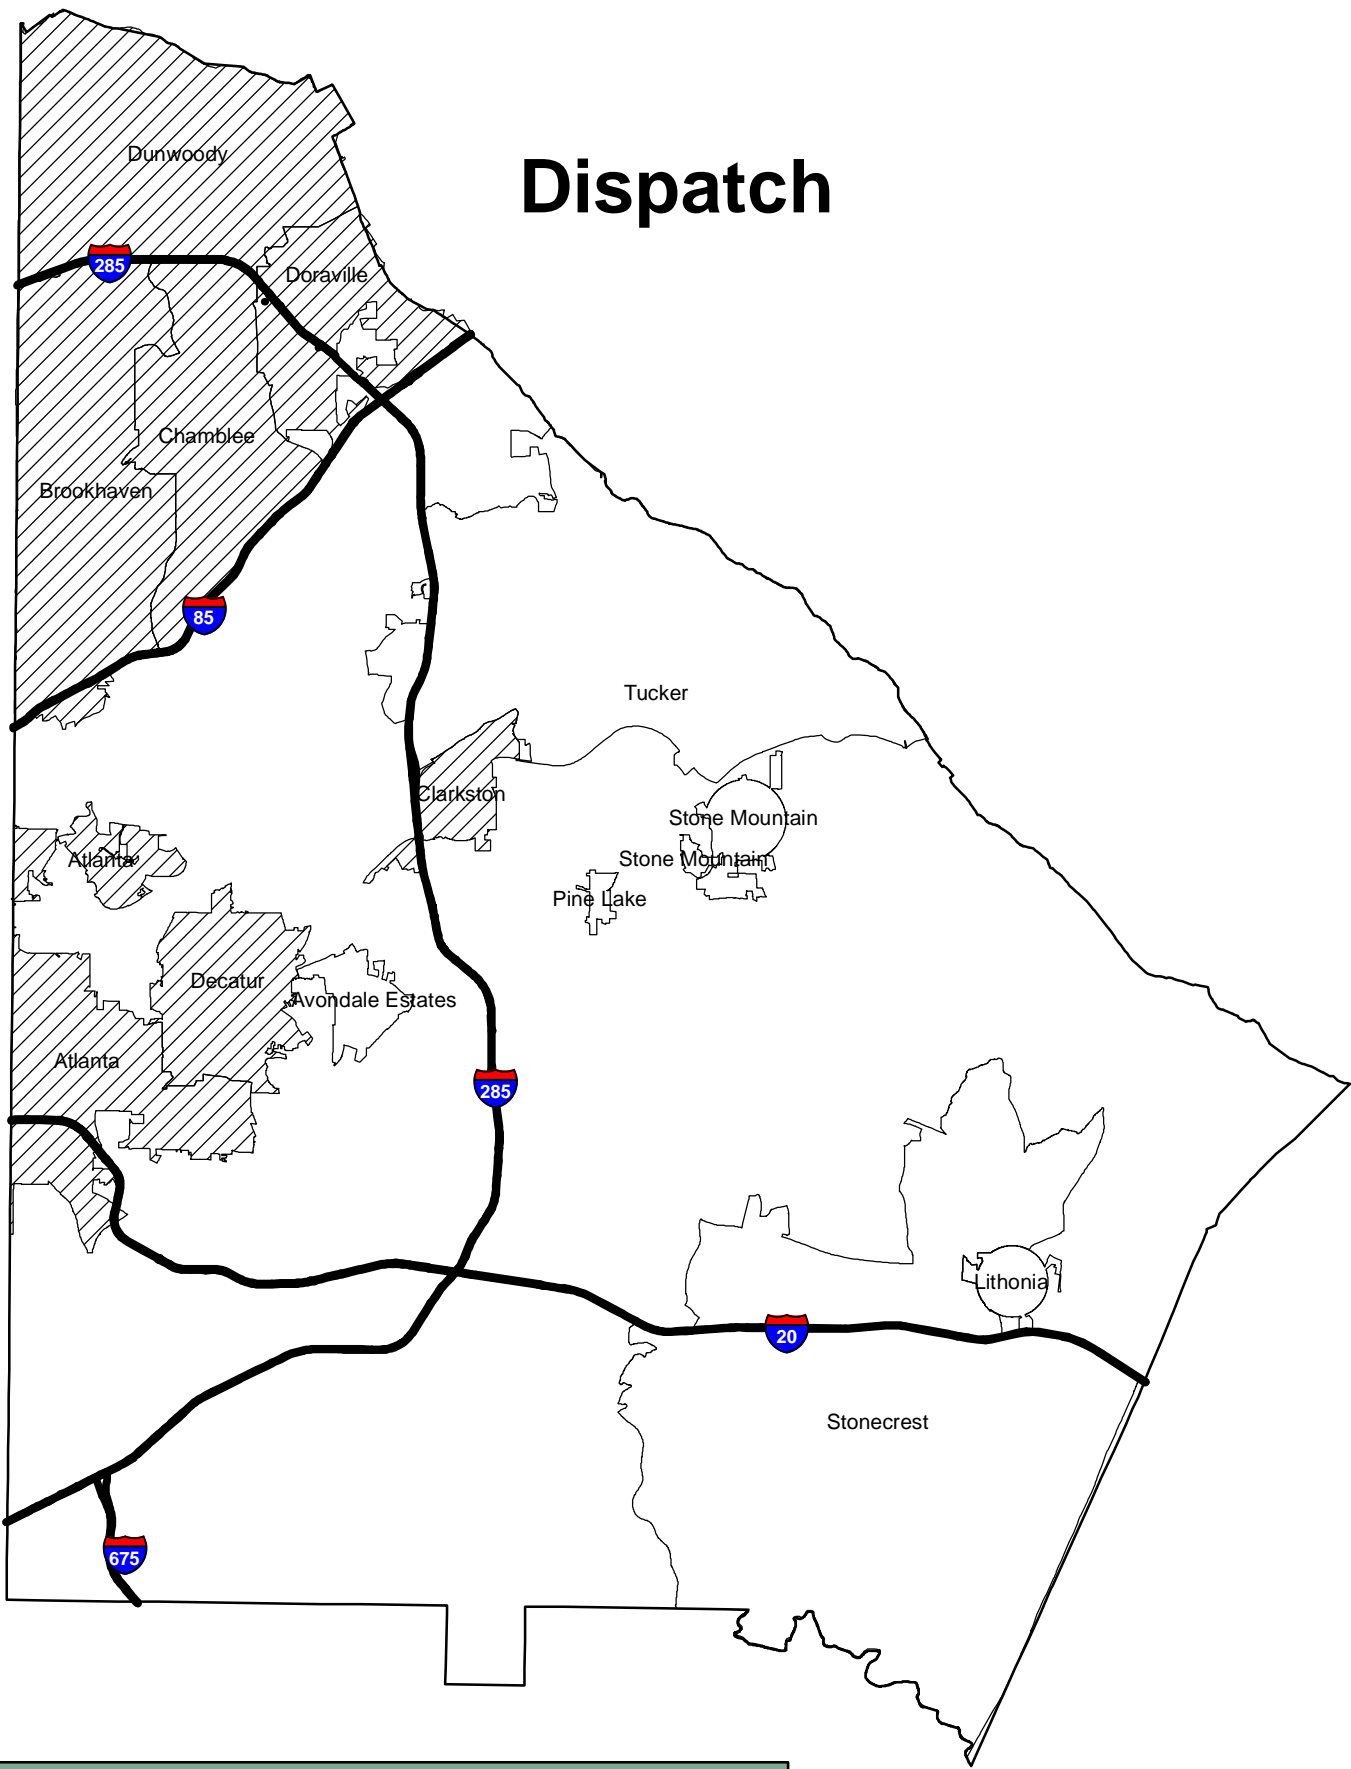 Dunwoody
Dispatch
285
Doraville
Chamblee
Brookhaven
85
Tucker
Clarkston
Stone Mountain
Atlanta
Stone Mountain
Pine Lake
Decatur
Avondale Estates
Atlanta
285
Lithonia
20
Stonecrest
675